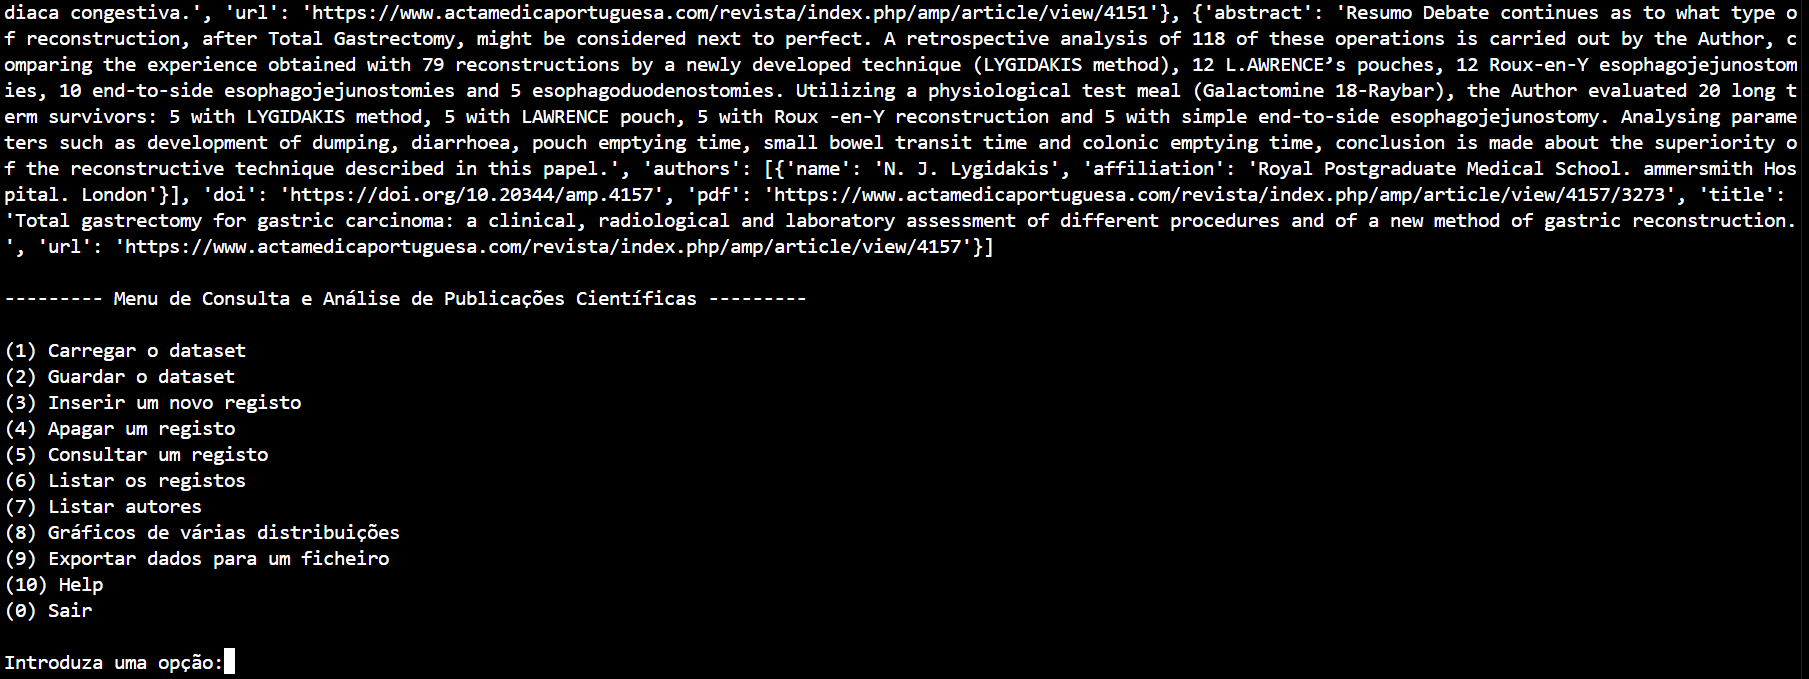 diaca congestiva.', 'url': 'https://www.actamedicaportuguesa.com/revista/index.php/amp/article/view/4151'}, {'abstract': 'Resumo Debate continues as to what type o
f reconstruction, after Total Gastrectomy, might be considered next to perfect. A retrospective analysis of 118 of these operations is carried out by the Author, c
omparing the experience obtained with 79 reconstructions by a newly developed technique (LYGIDAKIS method), 12 L.AWRENCE’s pouches, 12 Roux-en-Y esophagojejunostom
ies, 10 end-to-side esophagojejunostomies and 5 esophagoduodenostomies. Utilizing a physiological test meal (Galactomine 18-Raybar), the Author evaluated 20 long t
erm survivors: 5 with LYGIDAKIS method, 5 with LAWRENCE pouch, 5 with Roux -en-Y reconstruction and 5 with simple end-to-side esophagojejunostomy. Analysing parame
ters such as development of dumping, diarrhoea, pouch emptying time, small bowel transit time and colonic emptying time, conclusion is made about the superiority o
f the reconstructive technique described in this papel.', 'authors': [{'name': 'N. J. Lygidakis', 'affiliation': 'Royal Postgraduate Medical School. ammersmith Hos
pital. London'}], 'doi': 'https://doi.org/10.20344/amp.4157', 'pdf': 'https://www.actamedicaportuguesa.com/revista/index.php/amp/article/view/4157/3273', 'title':
'Total gastrectomy for gastric carcinoma: a clinical, radiological and laboratory assessment of different procedures and of a new method of gastric reconstruction.
', 'url': 'https://www.actamedicaportuguesa.com/revista/index.php/amp/article/view/4157'}]
--------- Menu de Consulta e Análise de Publicações Científicas ---------
(1) Carregar o dataset
(2) Guardar o dataset
(3) Inserir um novo registo
(4) Apagar um registo
(5) Consultar um registo
(6) Listar os registos
(7) Listar autores
(8) Gráficos de várias distribuições
(9) Exportar dados para um ficheiro
(10) Help
(0) Sair
Introduza uma opção: